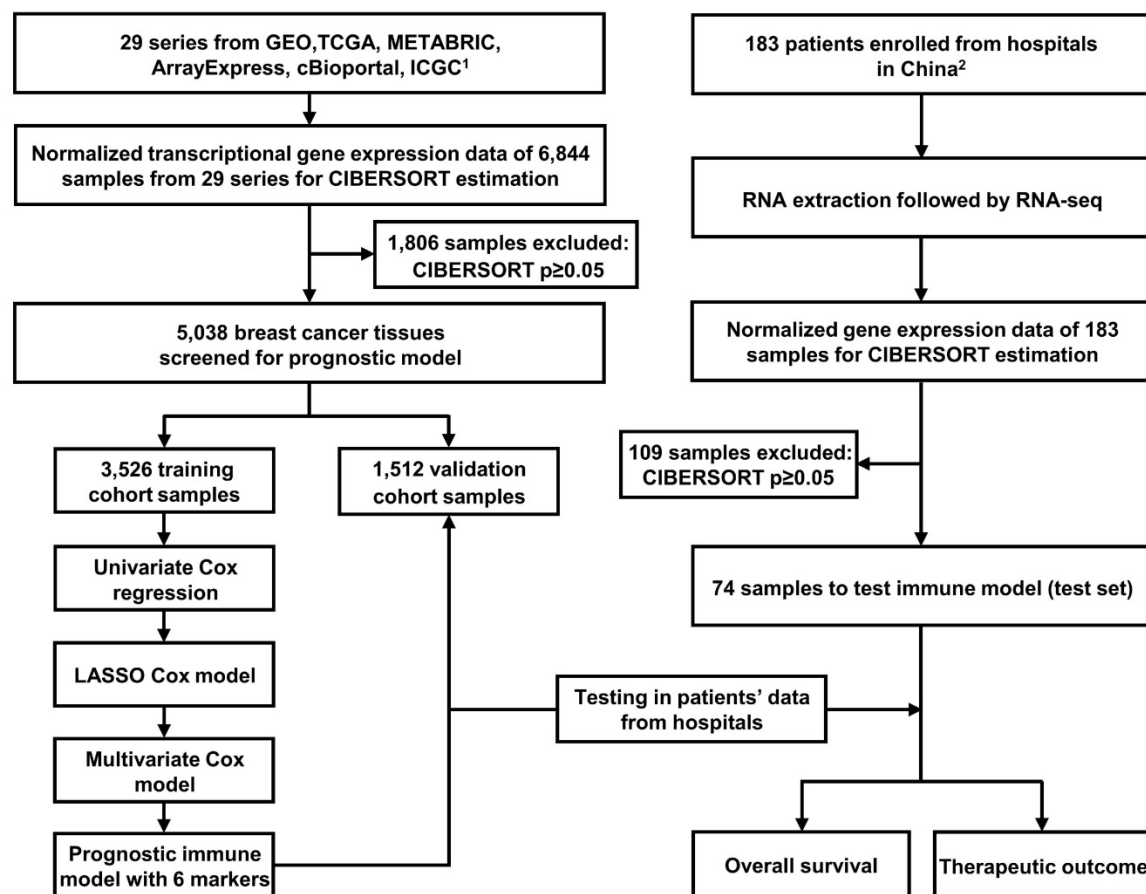 29 series from GEO,TCGA, METABRIC,
ArrayExpress, cBioportal, ICGC¹
Normalized transcriptional gene expression data of 6,844
samples from 29 series for CIBERSORT estimation
1,806 samples excluded:
CIBERSORT p≥0.05
5,038 breast cancer tissues
screened for prognostic model
3,526 training
cohort samples
1,512 validation
cohort samples
Univariate Cox
regression
LASSO Cox model
Multivariate Cox
model
Prognostic immune
model with 6 markers
183 patients enrolled from hospitals
in China²
RNA extraction followed by RNA-seq
Normalized gene expression data of 183
samples for CIBERSORT estimation
109 samples excluded:
CIBERSORT p≥0.05
74 samples to test immune model (test set)
Testing in patients’ data
from hospitals
Overall survival
Therapeutic outcome